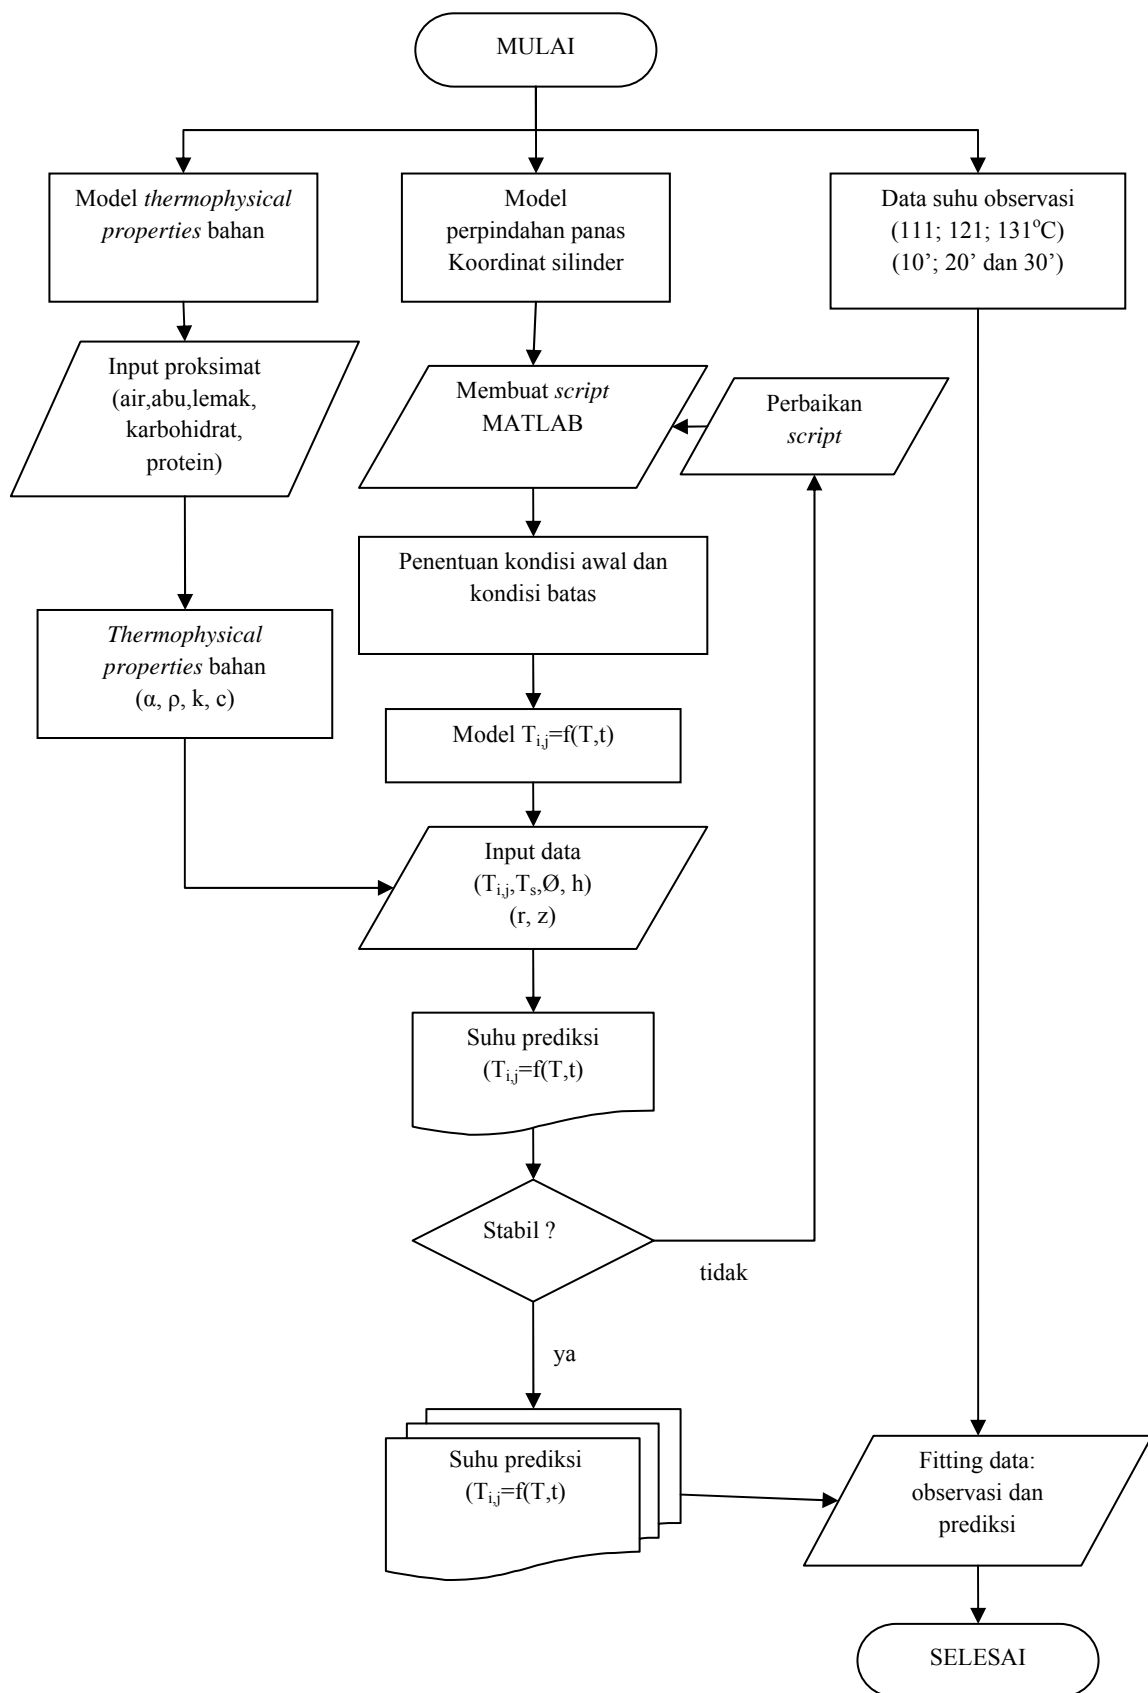 MULAI
Model thermophysical
properties bahan
Model
perpindahan panas
Koordinat silinder
Data suhu observasi
(111; 121; 131°C)
(10’; 20’ dan 30’)
Input proksimat
(air,abu,lemak,
karbohidrat,
protein)
Membuat script
MATLAB
Perbaikan
script
Penentuan kondisi awal dan
kondisi batas
Thermophysical
properties bahan
(α, ρ, k, c)
Model Ti,j=f(T,t)
Input data
(Ti,j,Ts,Ø, h)
(r, z)
Suhu prediksi
(Ti,j=f(T,t)
Stabil ?
tidak
ya
Suhu prediksi
(Ti,j=f(T,t)
Fitting data:
observasi dan
prediksi
SELESAI